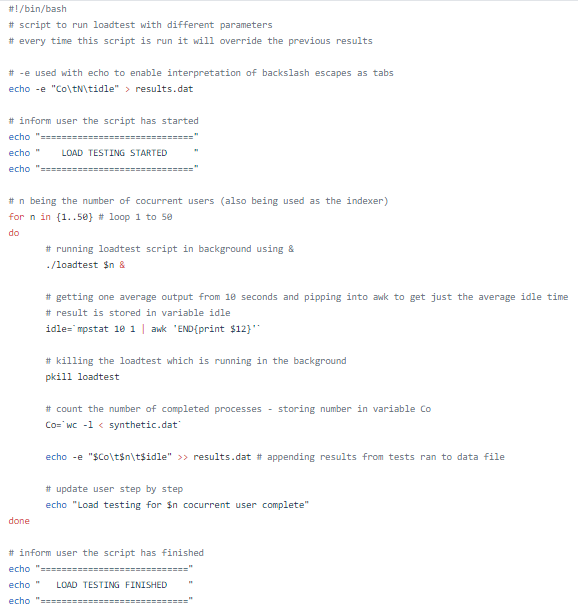 #!/bin/bash
# script to run loadtest with different parameters
# every time this script is run it will override the previous results

# -e used with echo to enable interpretation of backslash escapes as tabs
echo -e "Co\tN\tidle" > results.dat

# inform user the script has started
echo "=============================="
echo "    LOAD TESTING STARTED     "
echo "=============================="

# n being the number of cocurrent users (also being used as the indexer)
for n in {1..50} # loop 1 to 50
do
       # running loadtest script in background using &
       ./loadtest $n &

       # getting one average output from 10 seconds and pipping into awk to get just the average idle time
       # result is stored in variable idle
       idle=`mpstat 10 1 | awk 'END{print $12}'`

       # killing the loadtest which is running in the background
       pkill loadtest

       # count the number of completed processes - storing number in variable Co
       Co=`wc -l < synthetic.dat`

       echo -e "$Co\t$n\t$idle" >> results.dat # appending results from tests ran to data file

       # update user step by step
       echo "Load testing for $n cocurrent user complete"
done

# inform user the script has finished
echo "============================="
echo "   LOAD TESTING FINISHED    "
echo "============================="